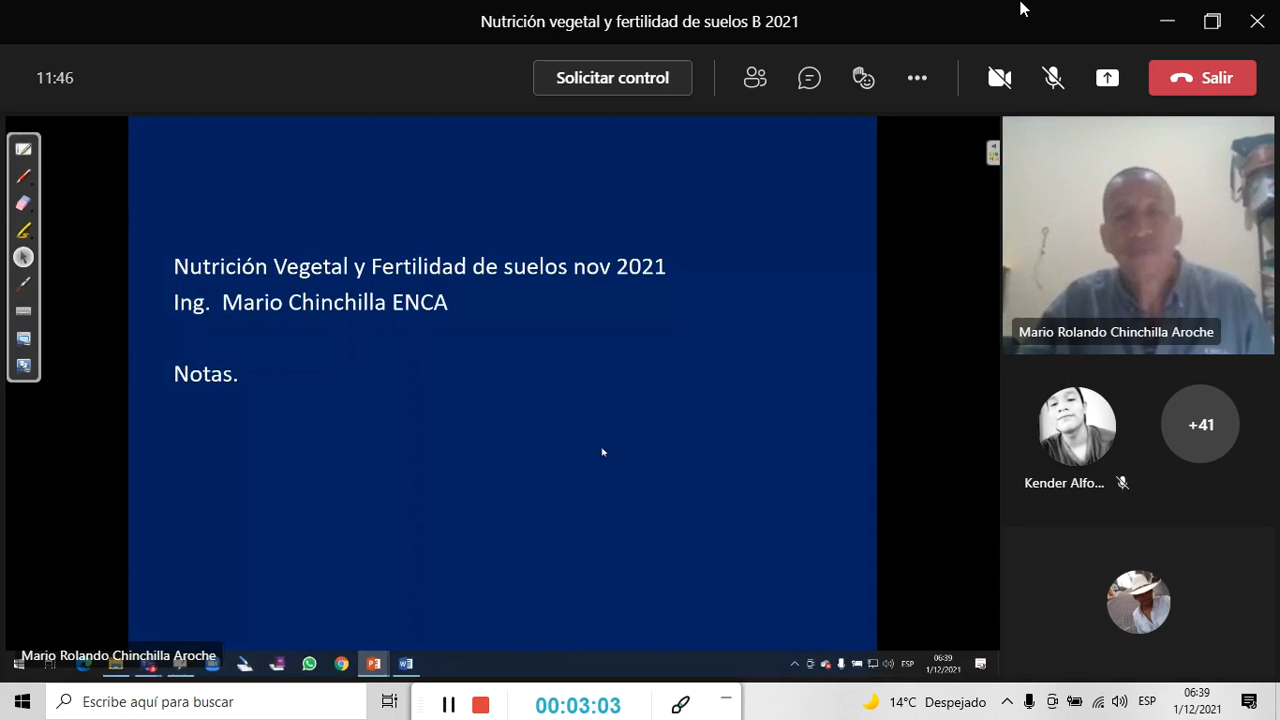 Nutrición vegetal y fertilidad de suelos B 2021
11:46
Solicitar control
Salir
Nutrición Vegetal y Fertilidad de suelos nov 2021
Ing. Mario Chinchilla ENCA
Notas.
Mario Rolando Chinchilla Aroche
+41
Kender Alfo...
Mario Rolando Chinchilla Aroche
ESP
06:39
1/12/2021
Escribe aquí para buscar
00:03:03
14°C Despejado
ESP
06:39
1/12/2021